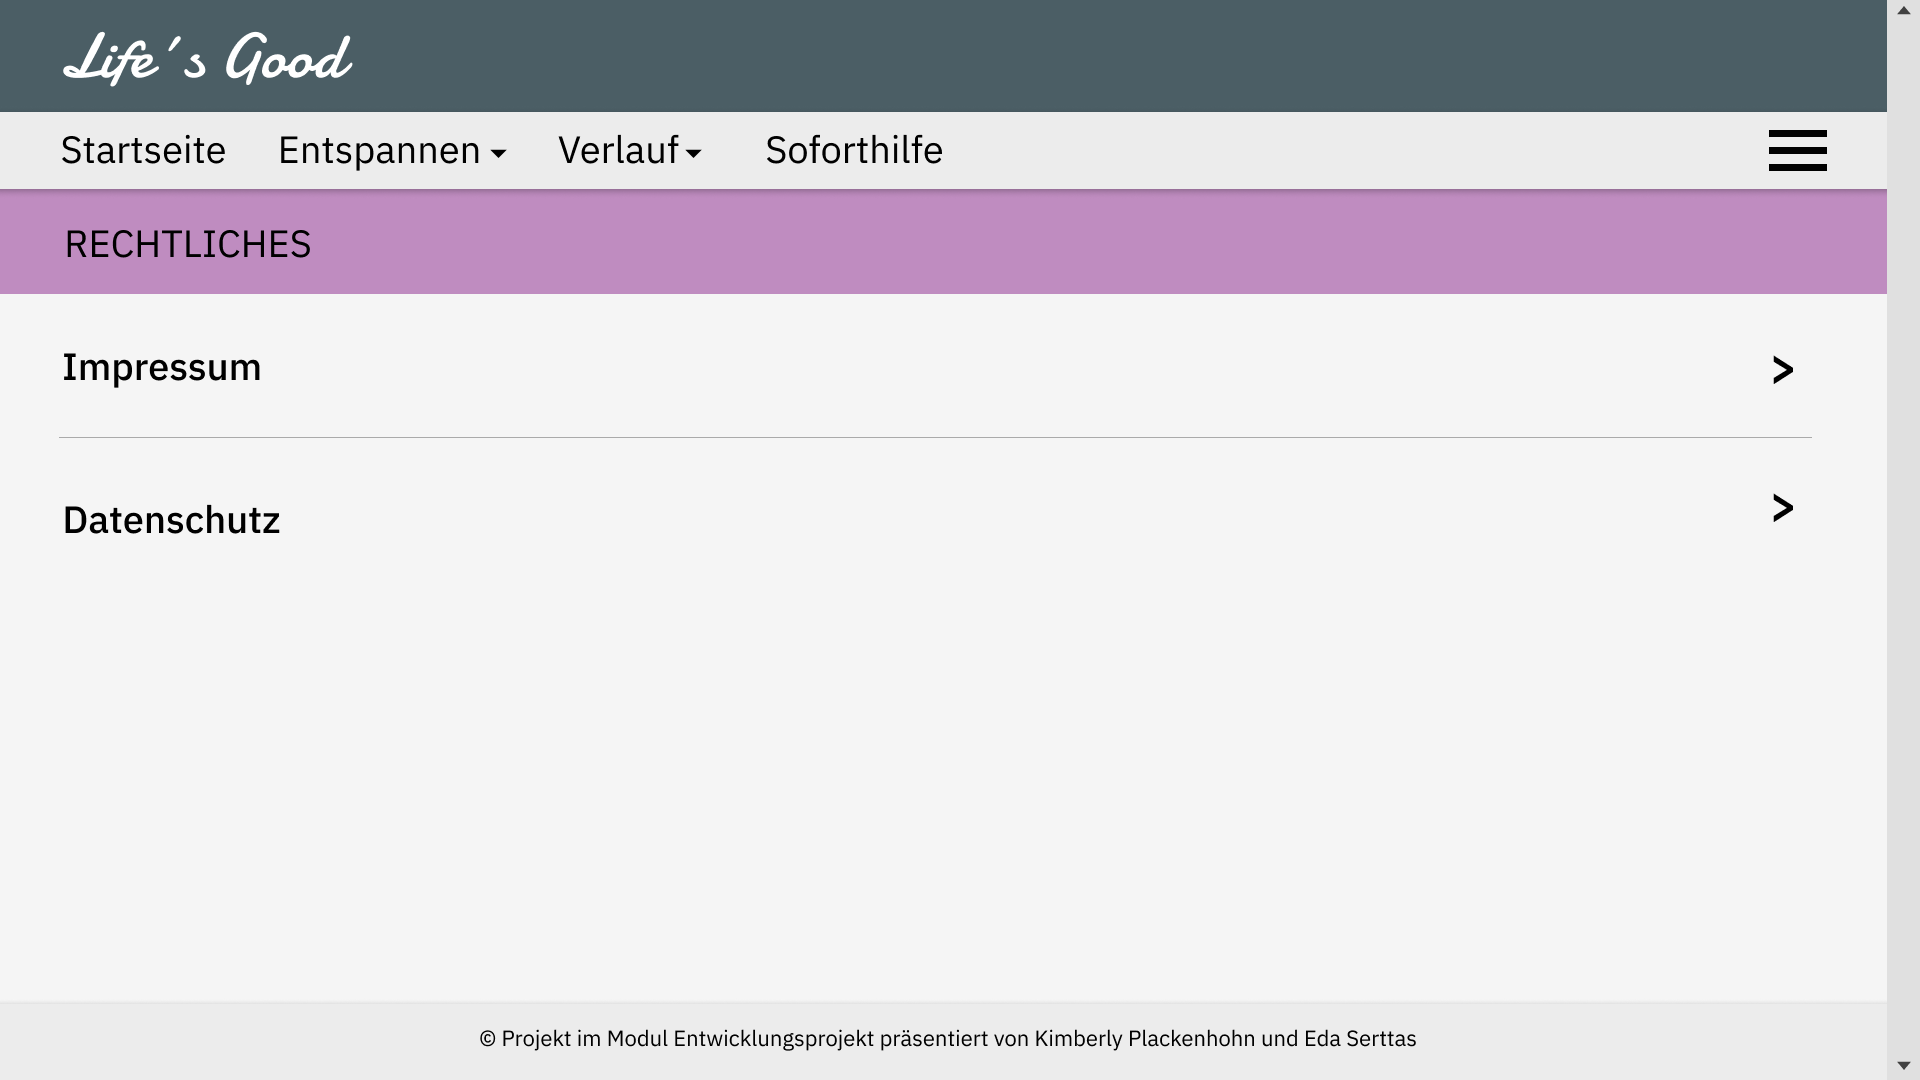 Life´s Good
Startseite Entspannen Verlauf Soforthilfe
RECHTLICHES
Impressum >
Datenschutz >
© Projekt im Modul Entwicklungsprojekt präsentiert von Kimberly Plackenhohn und Eda Serttas